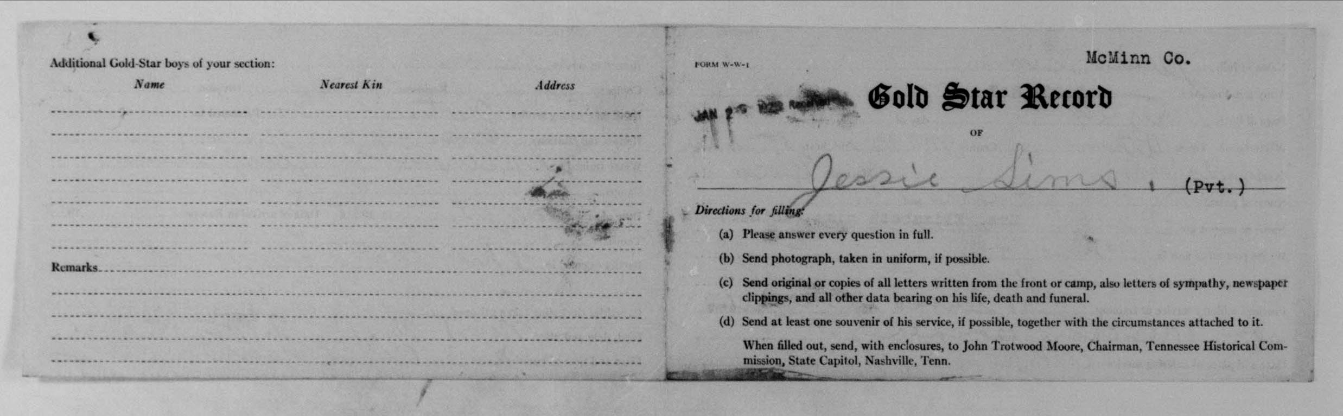 Additional Gold-Star boys of your section:
Name Nearest Kin Address
Remarks
FORM W-W-1
McMinn Co.
JAN 2
Gold Star Record
OF
Jessie Sims, (Pvt.)
Directions for filling:
(a) Please answer every question in full.
(b) Send photograph, taken in uniform, if possible.
(c) Send original or copies of all letters written from the front or camp, also letters of sympathy, newspaper
clippings, and all other data bearing on his life, death and funeral.
(d) Send at least one souvenir of his service, if possible, together with the circumstances attached to it.
When filled out, send, with enclosures, to John Trotwood Moore, Chairman, Tennessee Historical Com-
mission, State Capitol, Nashville, Tenn.